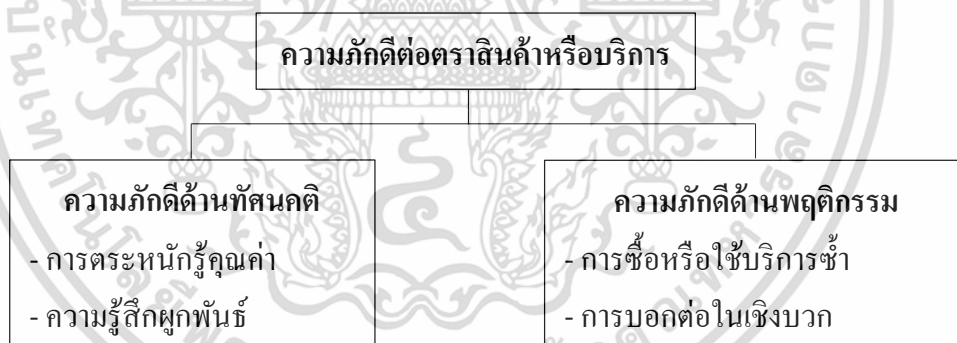 ความภักดีต่อตราสินค้าหรือบริการ
ความภักดีด้านทัศนคติ
- การตระหนักรู้คุณค่า
- ความรู้สึกผูกพันธ์
ความภักดีด้านพฤติกรรม
- การซื้อหรือใช้บริการซ้ำ
- การบอกต่อในเชิงบวก